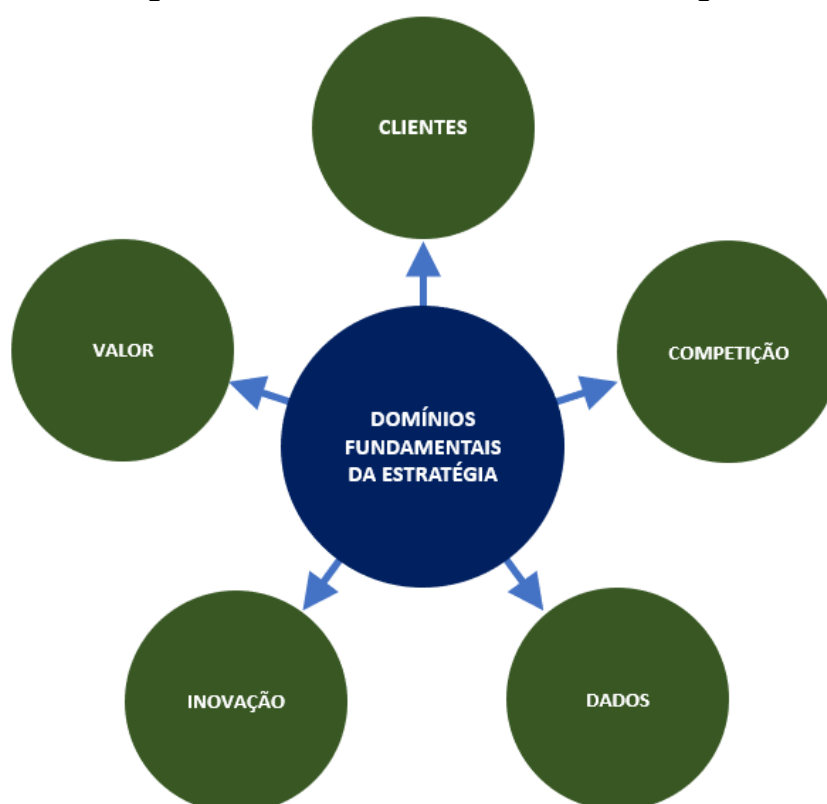 CLIENTES
VALOR
COMPETIÇÃO
DOMÍNIOS
FUNDAMENTAIS
DA ESTRATÉGIA
INOVAÇÃO
DADOS